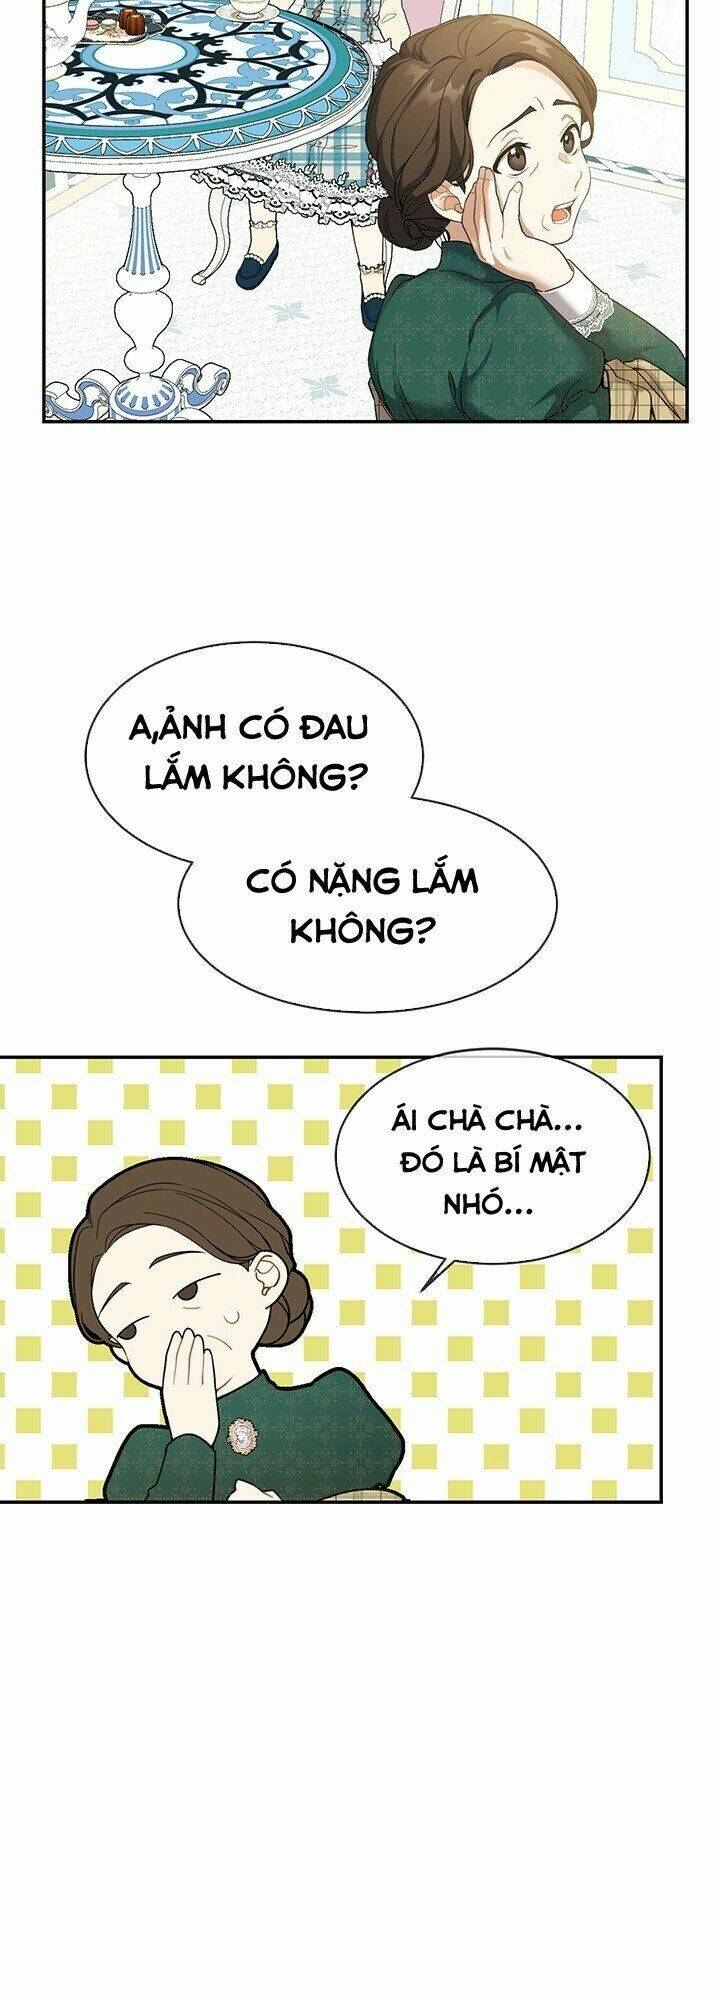 A,ẢNH CÓ ĐAU
LẮM KHÔNG?
CÓ NẶNG LẮM
KHÔNG?
ÁI CHÀ CHÀ...
ĐÓ LÀ BÍ MẬT
NHÓ...